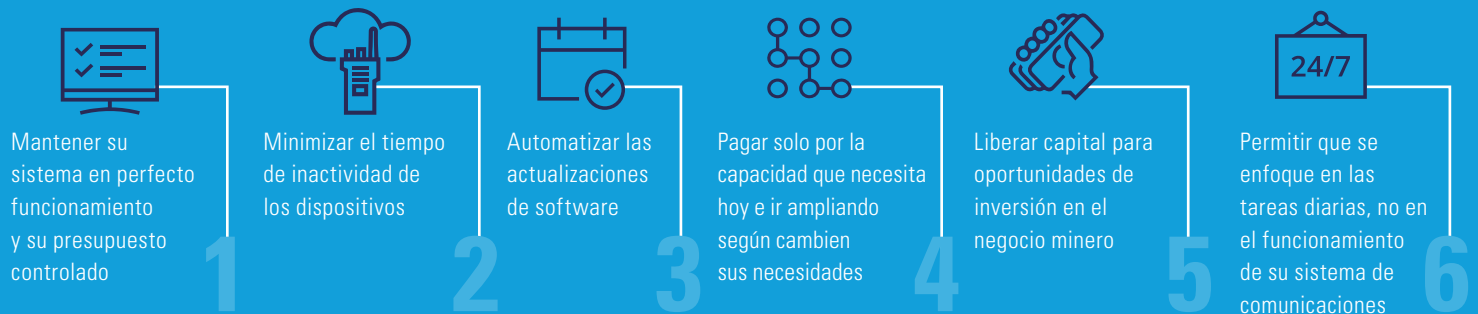 Mantener su
sistema en perfecto
funcionamiento
y su presupuesto
controlado
1
Minimizar el tiempo
de inactividad de
los dispositivos
2
Automatizar las
actualizaciones
de software
3
Pagar solo por la
capacidad que necesita
hoy e ir ampliando
según cambien
sus necesidades
4
Liberar capital para
oportunidades de
inversión en el
negocio minero
5
24/7
Permitir que se
enfoque en las
tareas diarias, no en
el funcionamiento
de su sistema de
comunicaciones
6